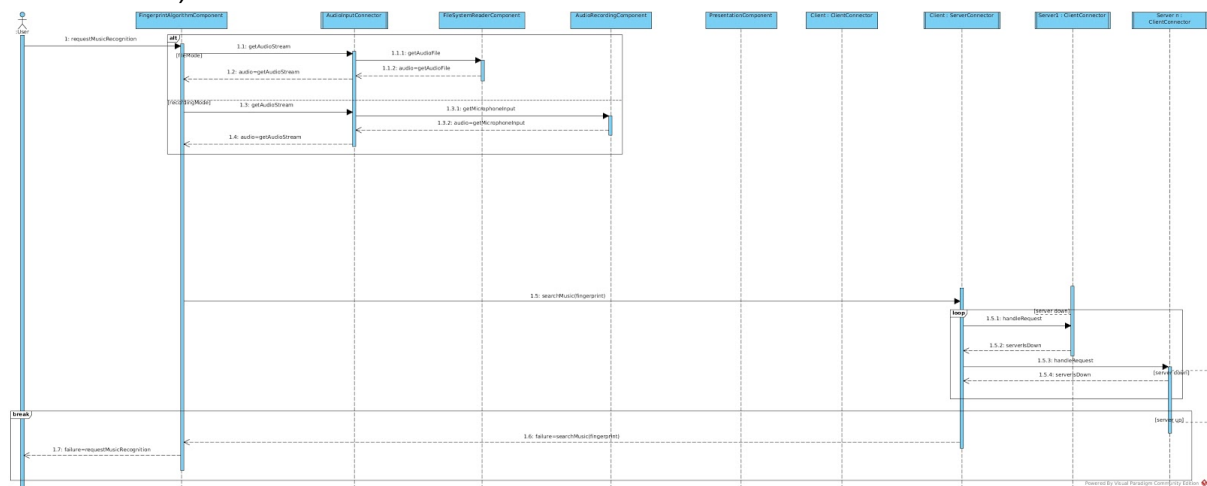 FingerprintAlgorithmComponent
AudioInputConnector
FileSystemReaderComponent
AudioRecordingComponent
PresentationComponent
Client : ClientConnector
Client : ServerConnector
Server1 : ClientConnector
Server n :
ClientConnector
:User
1: requestMusicRecognition
alt
[fileMode]
1.1: getAudioStream
1.1.1: getAudioFile
1.1.2: audio=getAudioFile
1.2: audio=getAudioStream
[recordingMode]
1.3: getAudioStream
1.3.1: getMicrophoneInput
1.3.2: audio=getMicrophoneInput
1.4: audio=getAudioStream
1.5: searchMusic(fingerprint)
loop
[server down]
1.5.1: handleRequest
1.5.2: serverIsDown
1.5.3: handleRequest
[server down]
1.5.4: serverIsDown
break
[server up]
1.6: failure=searchMusic(fingerprint)
1.7: failure=requestMusicRecognition
Powered By Visual Paradigm Community Edition